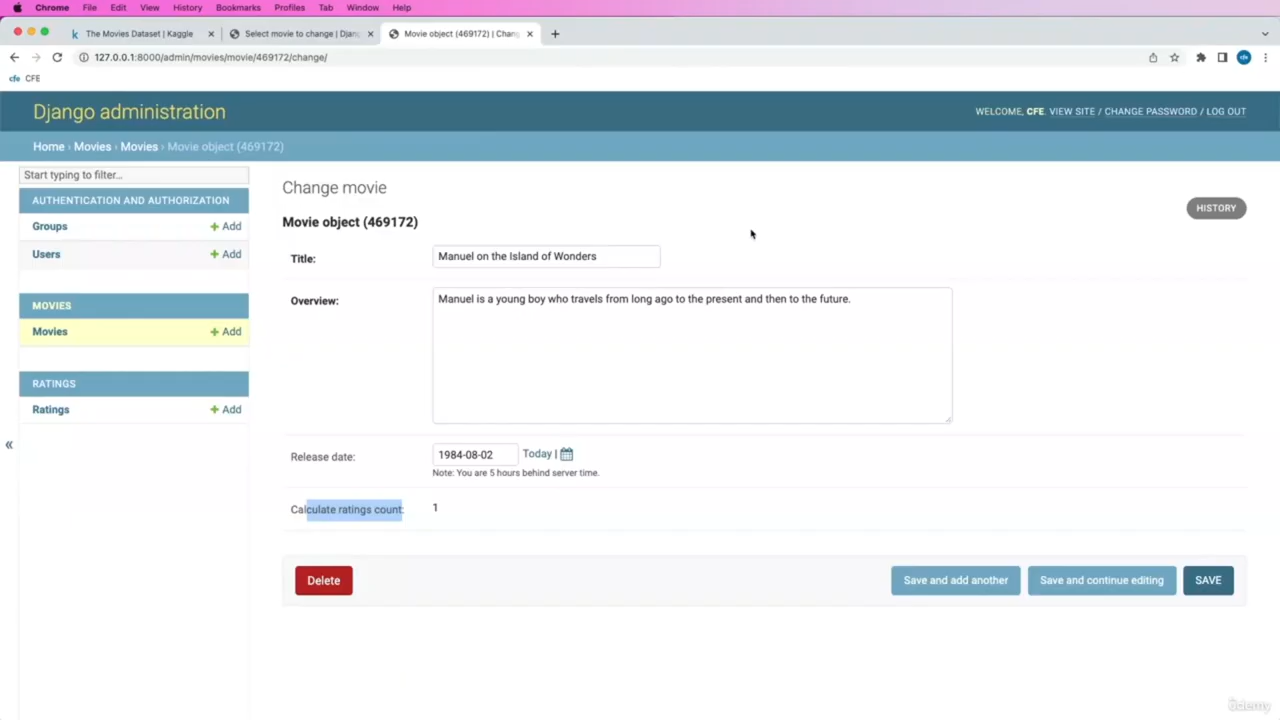 Chrome File Edit View History Bookmarks Profiles Tab Window Help
The Movies Dataset | Kaggle Select movie to change | Djan Movie object (469172) | Chang
127.0.0.1:8000/admin/movies/movie/469172/change/
cfe CFE
Django administration
WELCOME, CFE. VIEW SITE / CHANGE PASSWORD / LOG OUT
Home › Movies › Movies › Movie object (469172)
Start typing to filter...
AUTHENTICATION AND AUTHORIZATION
Groups + Add
Users + Add
MOVIES
Movies + Add
RATINGS
Ratings + Add
«
Change movie
HISTORY
Movie object (469172)
Title: Manuel on the Island of Wonders
Overview: Manuel is a young boy who travels from long ago to the present and then to the future.
Release date: 1984-08-02 Today |
Note: You are 5 hours behind server time.
Calculate ratings count: 1
Delete Save and add another Save and continue editing SAVE
udemy